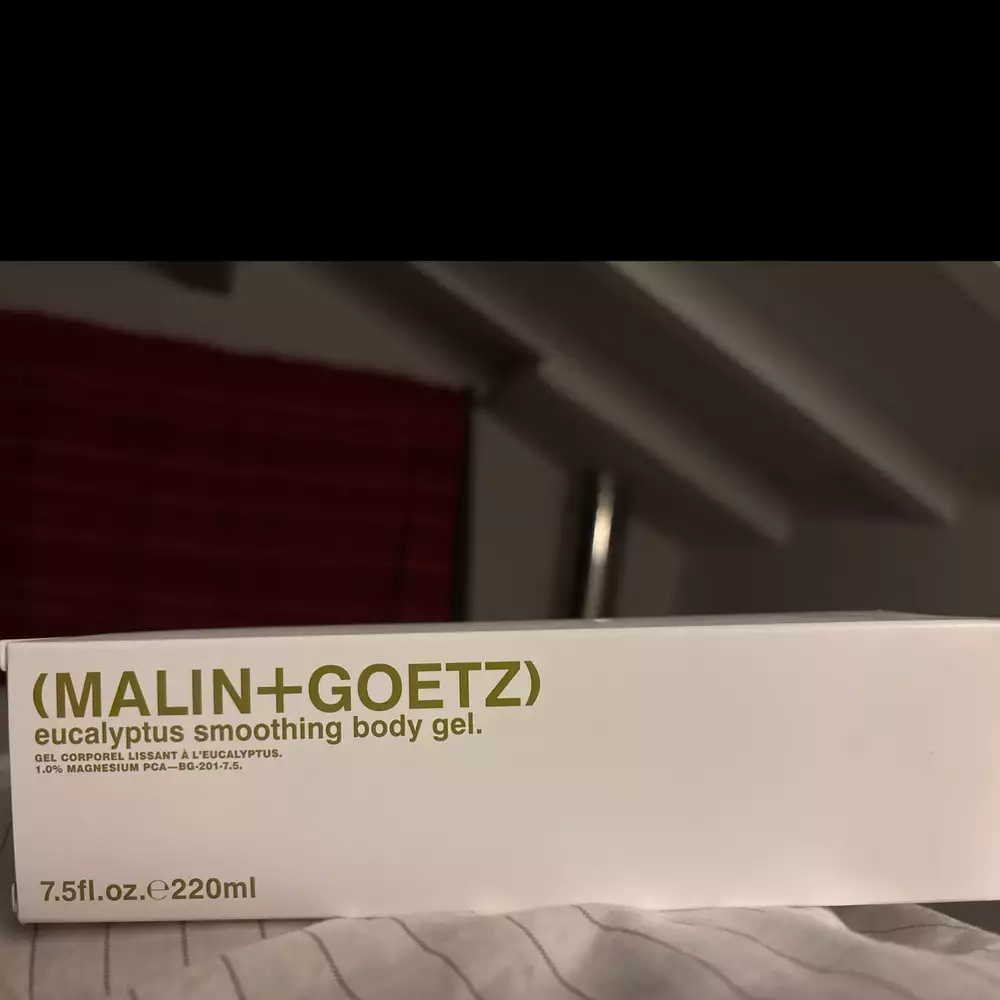 (MALIN+GOETZ)
eucalyptus smoothing body gel.
GEL CORPOREL LISSANT À L'EUCALYPTUS.
1.0% MAGNESIUM PCA—BG-201-7.5.
7.5fl.oz.℮220ml